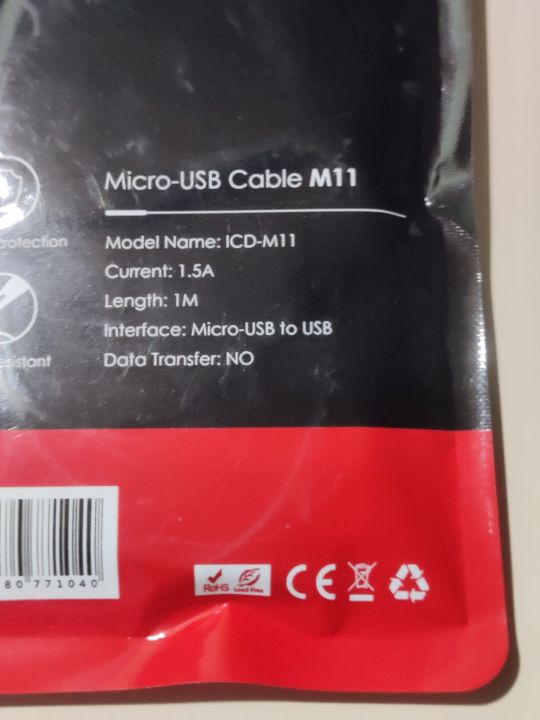 Micro-USB Cable M11
Model Name: ICD-M11
rotection
Current: 1.5A
Length: 1M
Interface: Micro-USB to USB
Data Transfer: NO
esistant
80 771040
RoHS
Lead Free
CE